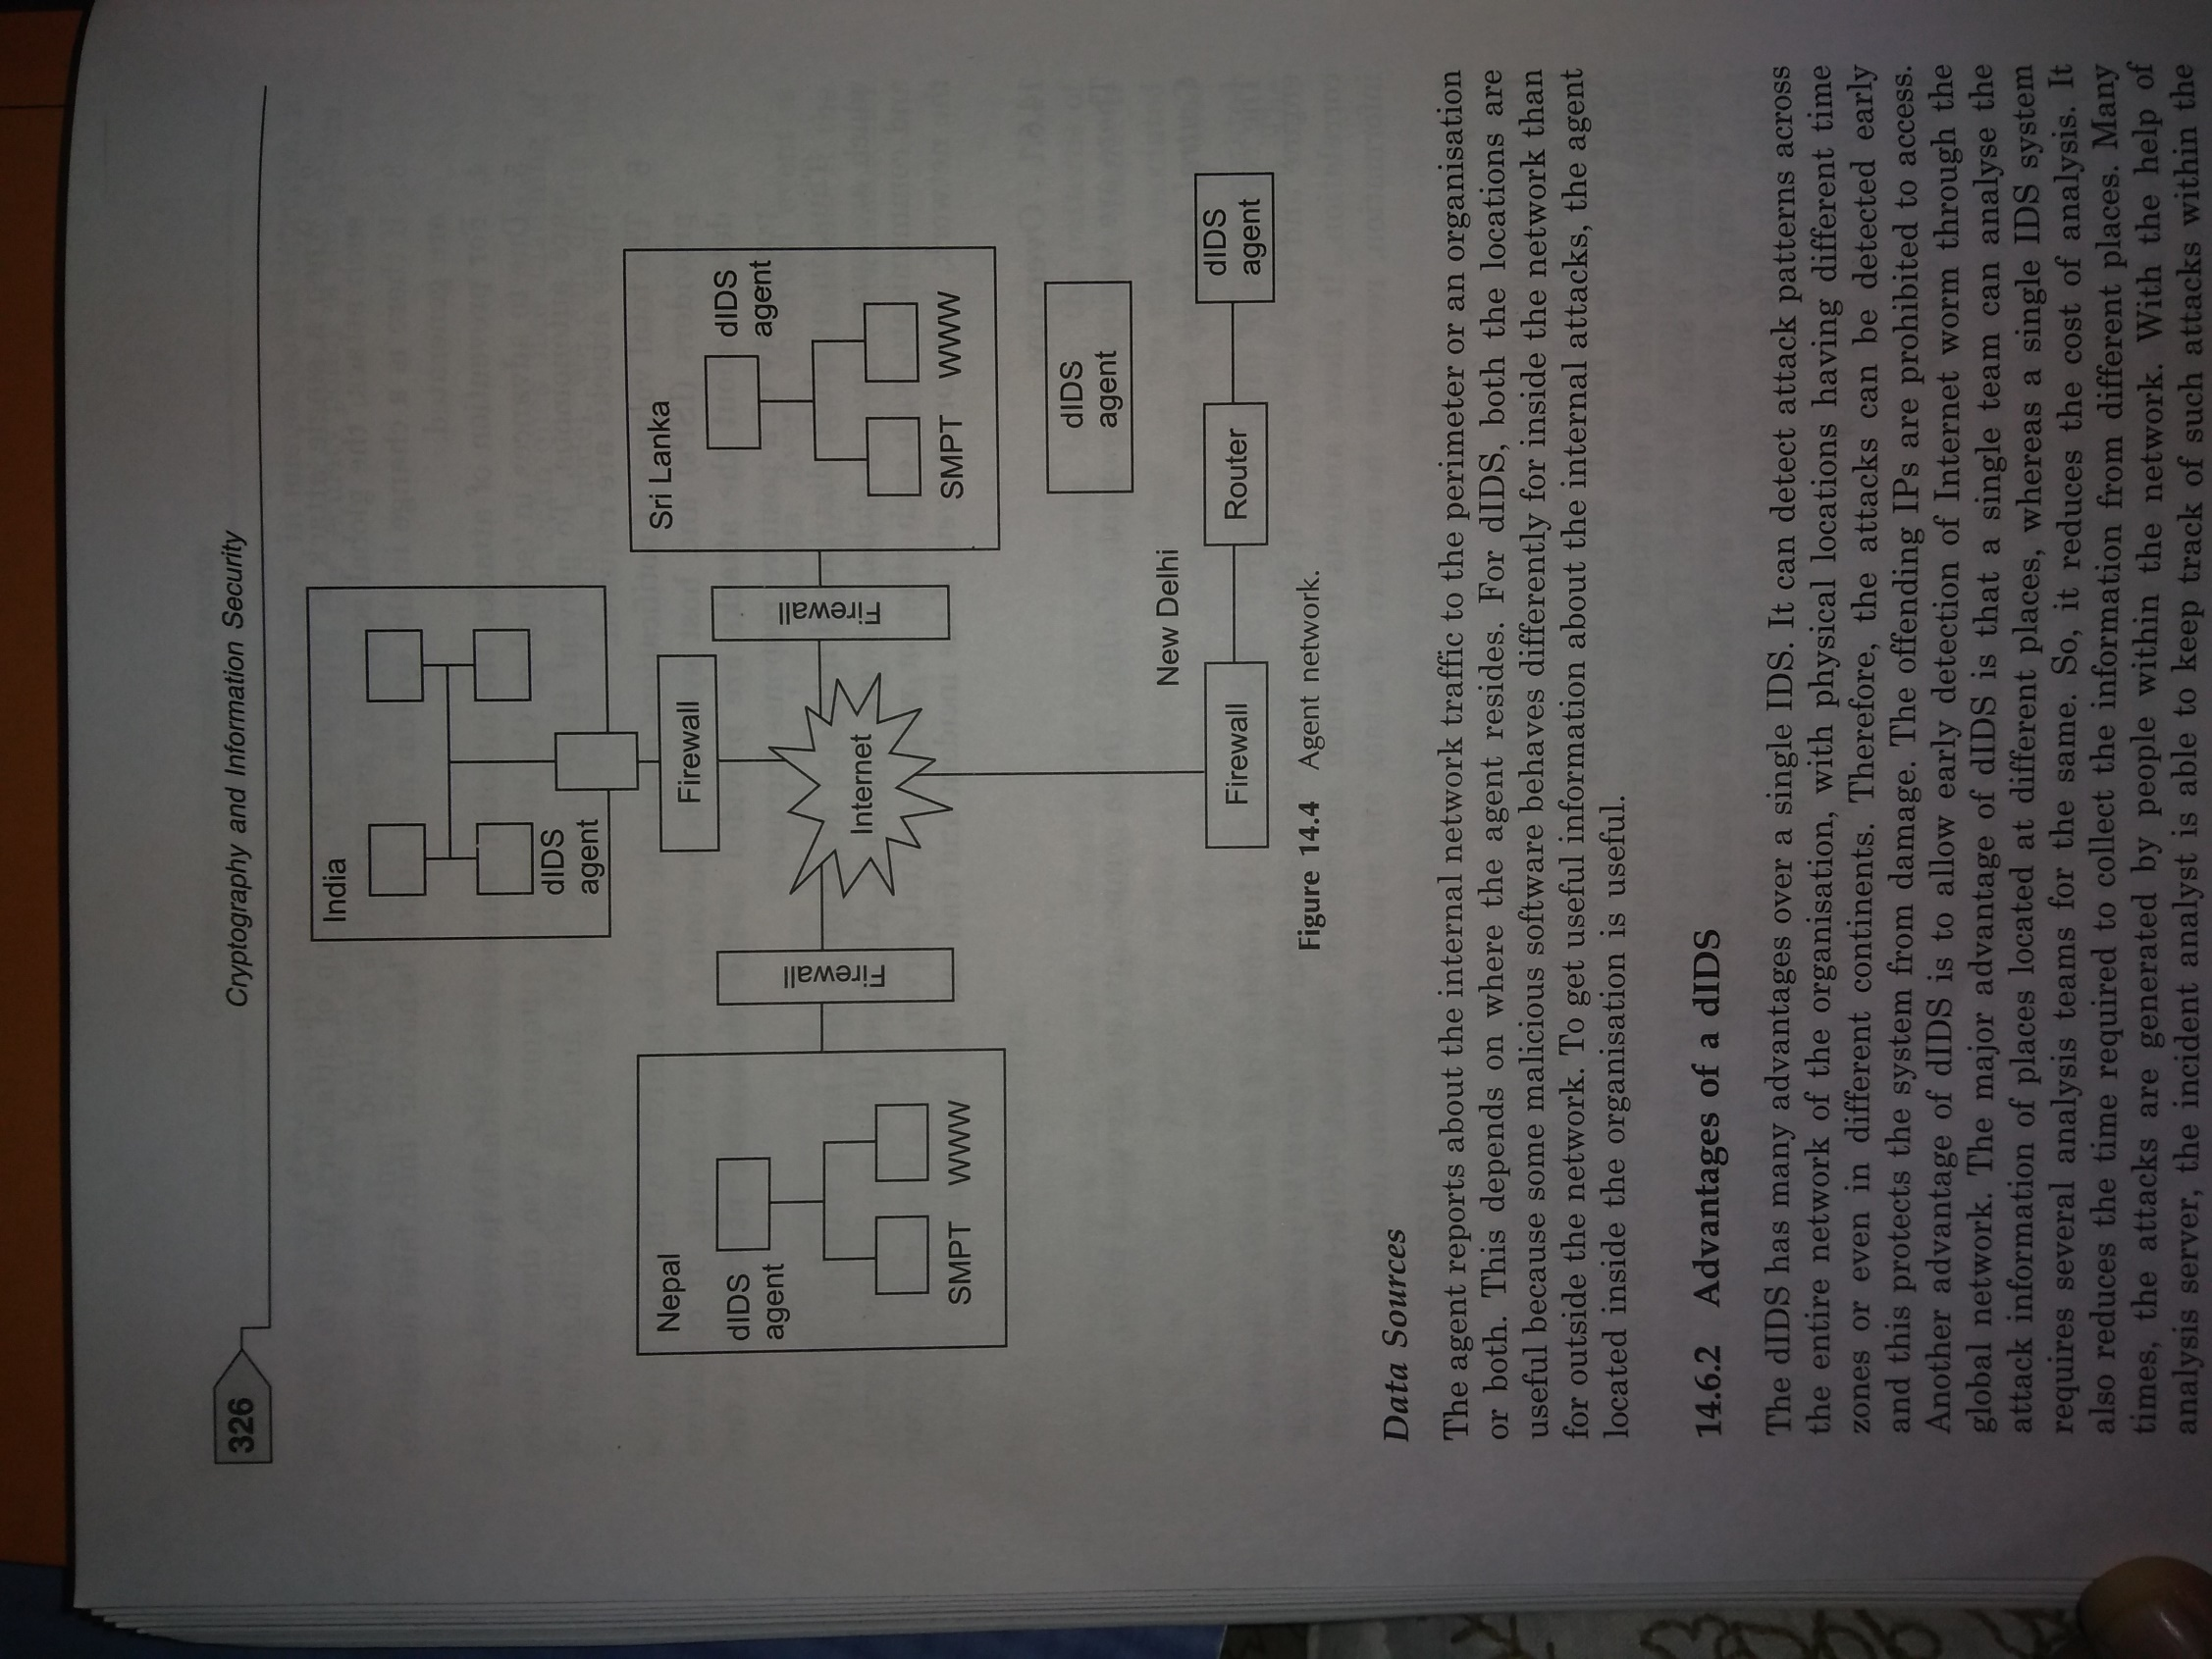 326
Cryptography and Information Security
India
dIDS
agent
Firewall
Nepal
dIDS
agent
SMPT WWW
Firewall
Internet
Firewall
Sri Lanka
dIDS
agent
SMPT WWW
dIDS
agent
New Delhi
Firewall
Router
dIDS
agent
Figure 14.4 Agent network.
Data Sources
The agent reports about the internal network traffic to the perimeter or an organisation
or both. This depends on where the agent resides. For dIDS, both the locations are
useful because some malicious software behaves differently for inside the network than
for outside the network. To get useful information about the internal attacks, the agent
located inside the organisation is useful.
14.6.2 Advantages of a dIDS
The dIDS has many advantages over a single IDS. It can detect attack patterns across
the entire network of the organisation, with physical locations having different time
zones or even in different continents. Therefore, the attacks can be detected early
and this protects the system from damage. The offending IPs are prohibited to access.
Another advantage of dIDS is to allow early detection of Internet worm through the
global network. The major advantage of dIDS is that a single team can analyse the
attack information of places located at different places, whereas a single IDS system
requires several analysis teams for the same. So, it reduces the cost of analysis. It
also reduces the time required to collect the information from different places. Many
times, the attacks are generated by people within the network. With the help of
analysis server, the incident analyst is able to keep track of such attacks within the